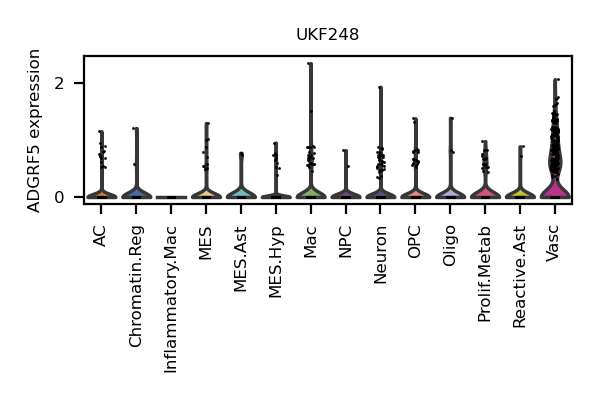 UKF248
ADGRF5 expression
2
0
AC
Chromatin.Reg
Inflammatory.Mac
MES
MES.Ast
MES.Hyp
Mac
NPC
Neuron
OPC
Oligo
Prolif.Metab
Reactive.Ast
Vasc